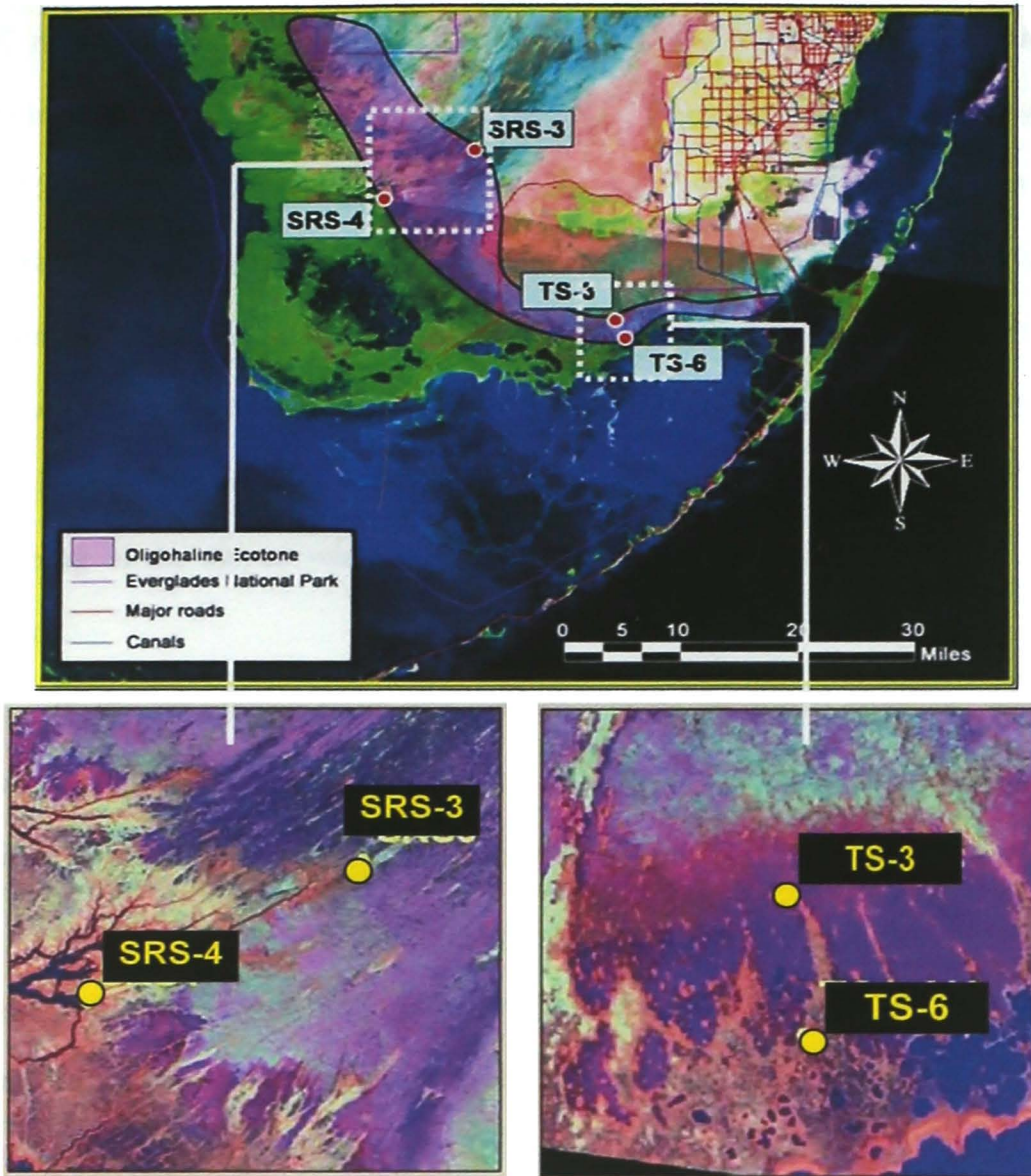 SRS-3
SRS-4
TS-3
TG-6
N
W E
S
Oligohaline Ecotone
Everglades National Park
Major roads
Canals
0 5 10 20 30
Miles
SRS-3
SRS-4
TS-3
TS-6